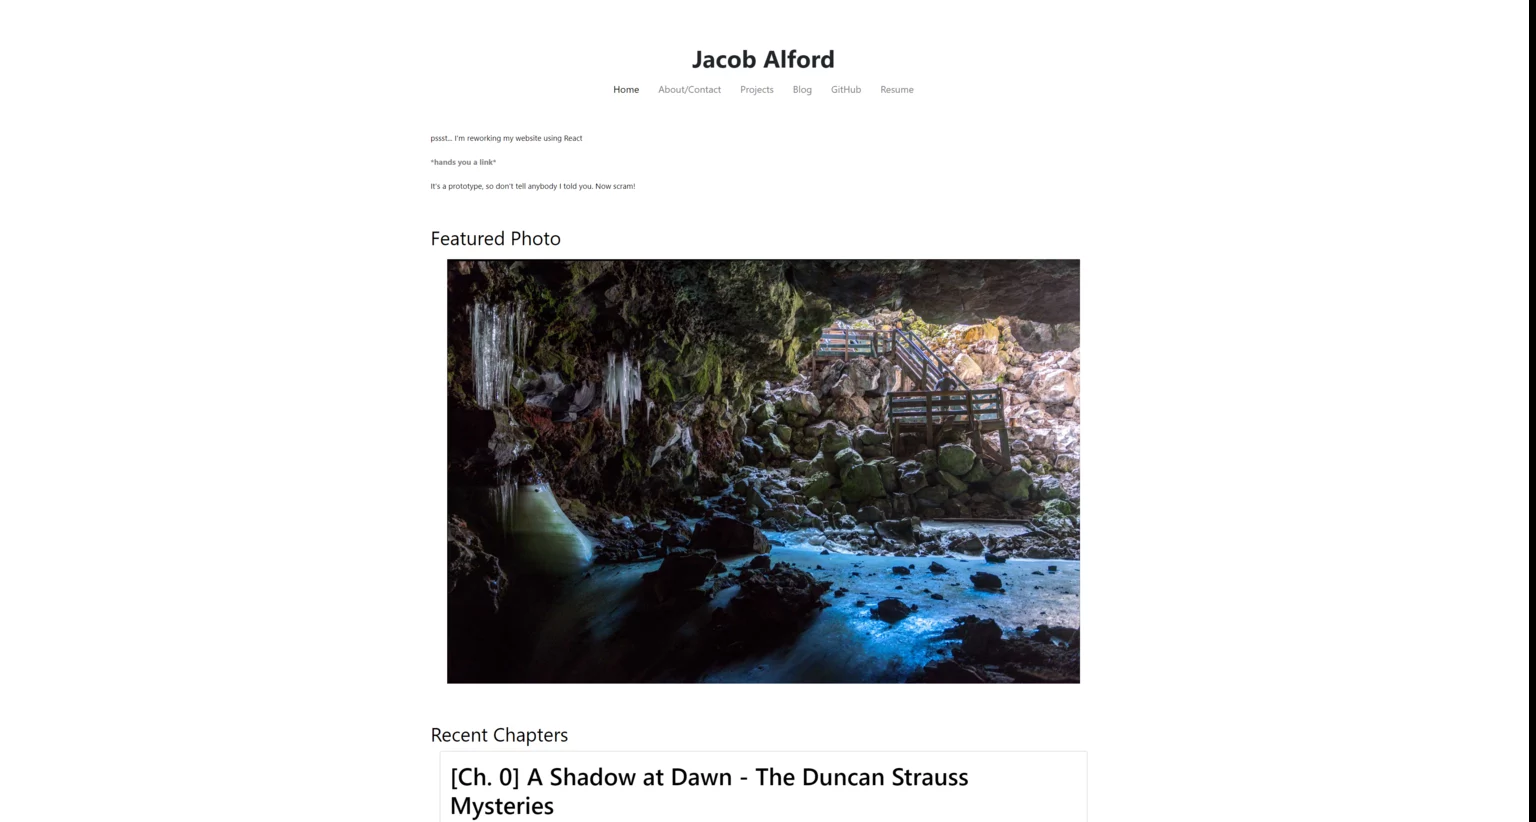 Jacob Alford
Home About/Contact Projects Blog GitHub Resume
pssst... I'm reworking my website using React
*hands you a link*
It's a prototype, so don't tell anybody I told you. Now scram!
Featured Photo
Recent Chapters
[Ch. 0] A Shadow at Dawn - The Duncan Strauss
Mysteries